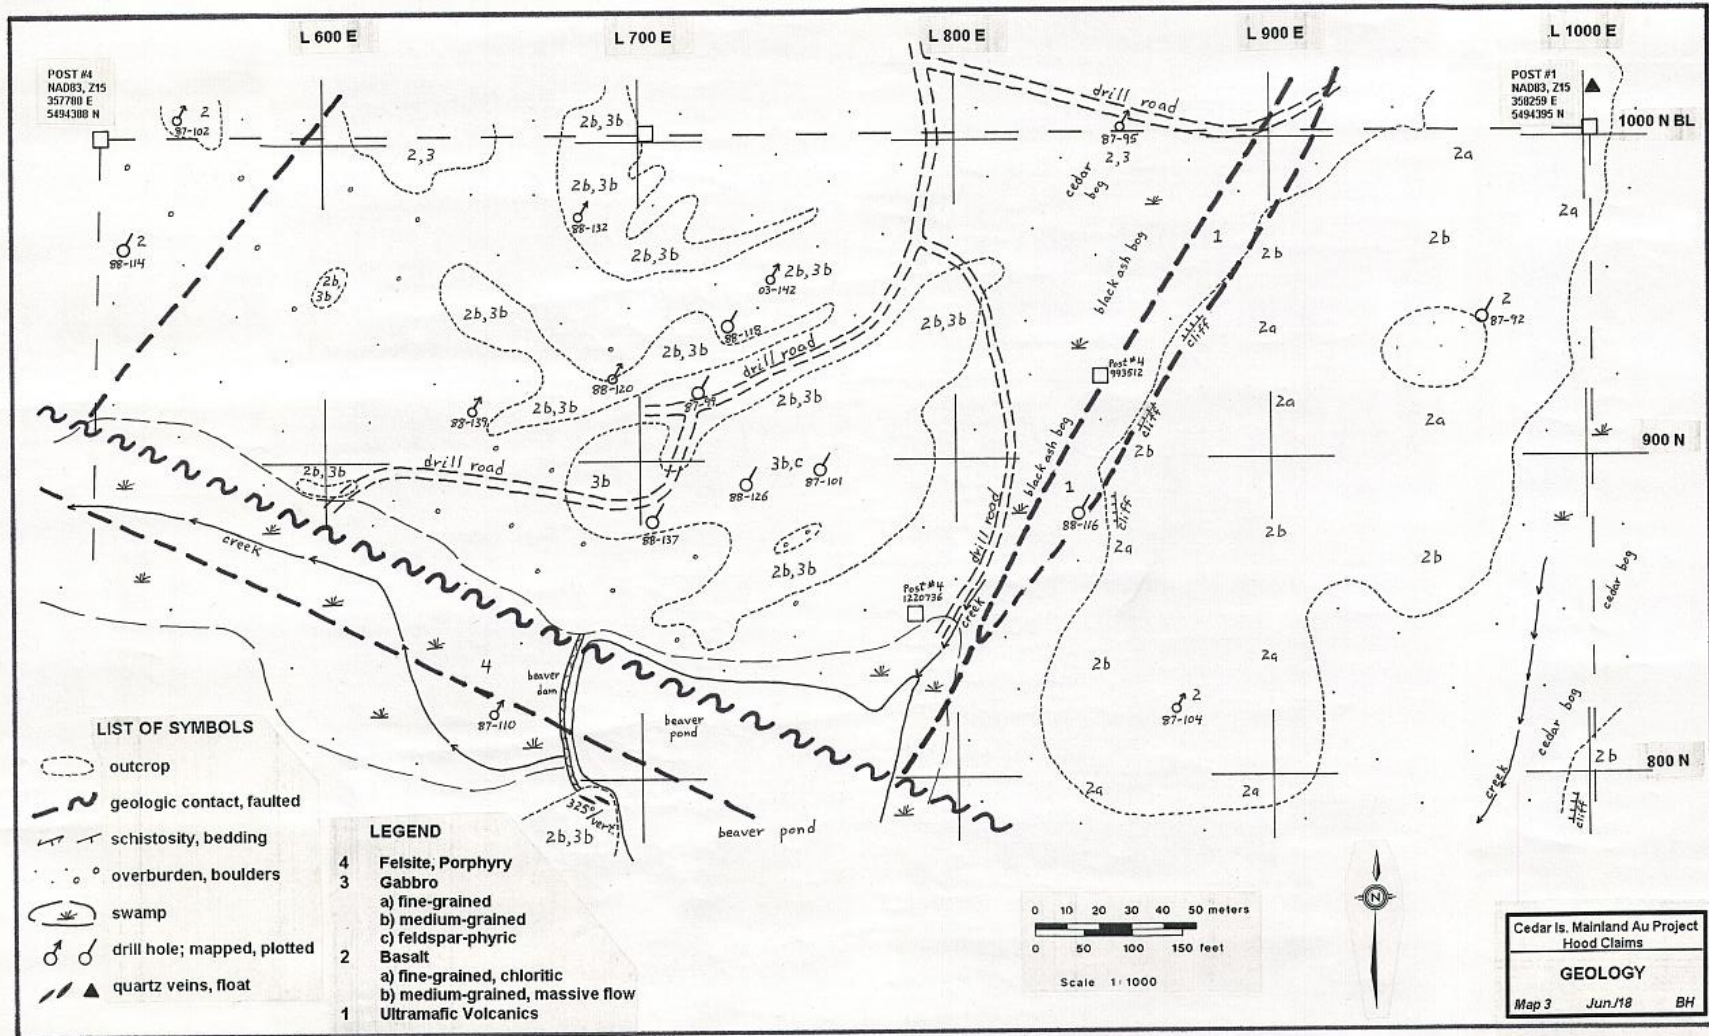 L 600 E
L 700 E
L 800 E
L 900 E
L 1000 E
POST #4
NAD83, Z15
357780 E
5494388 N
POST #1
NAD83, Z15
358259 E
5494395 N
2
87-102
2b, 3b
drill road
87-95
2,3
1000 N BL
2,3
cedar
bog
2a
2b, 3b
88-132
2a
2
88-114
2b, 3b
black ash bog
1
2b
2b
2b,
3b
2b, 3b
03-142
2b, 3b
88-118
2b, 3b
2a
cliff
2
87-92
2b, 3b
drill road
Post #4
993512
88-120
87-97
2b, 3b
2b, 3b
88-139
cliff
2a
2a
900 N
black ash bog
2b
2b, 3b
drill road
3b
3b, c
88-126
87-101
1
88-116
cliff
88-137
drill road
2a
2b
2b
creek
2b, 3b
cedar bog
Post #4
1220736
creek
4
2b
2a
beaver
dam
87-110
beaver
pond
2
87-104
cedar bog
2b
800 N
creek
2a
2a
cliff
325°/vert.
2b, 3b
beaver pond
LIST OF SYMBOLS
outcrop
geologic contact, faulted
schistosity, bedding
overburden, boulders
swamp
drill hole; mapped, plotted
quartz veins, float
LEGEND
4 Felsite, Porphyry
3 Gabbro
a) fine-grained
b) medium-grained
c) feldspar-phyric
2 Basalt
a) fine-grained, chloritic
b) medium-grained, massive flow
1 Ultramafic Volcanics
0 10 20 30 40 50 meters
0 50 100 150 feet
Scale 1:1000
N
Cedar Is. Mainland Au Project
Hood Claims
GEOLOGY
Map 3 Jun./18 BH